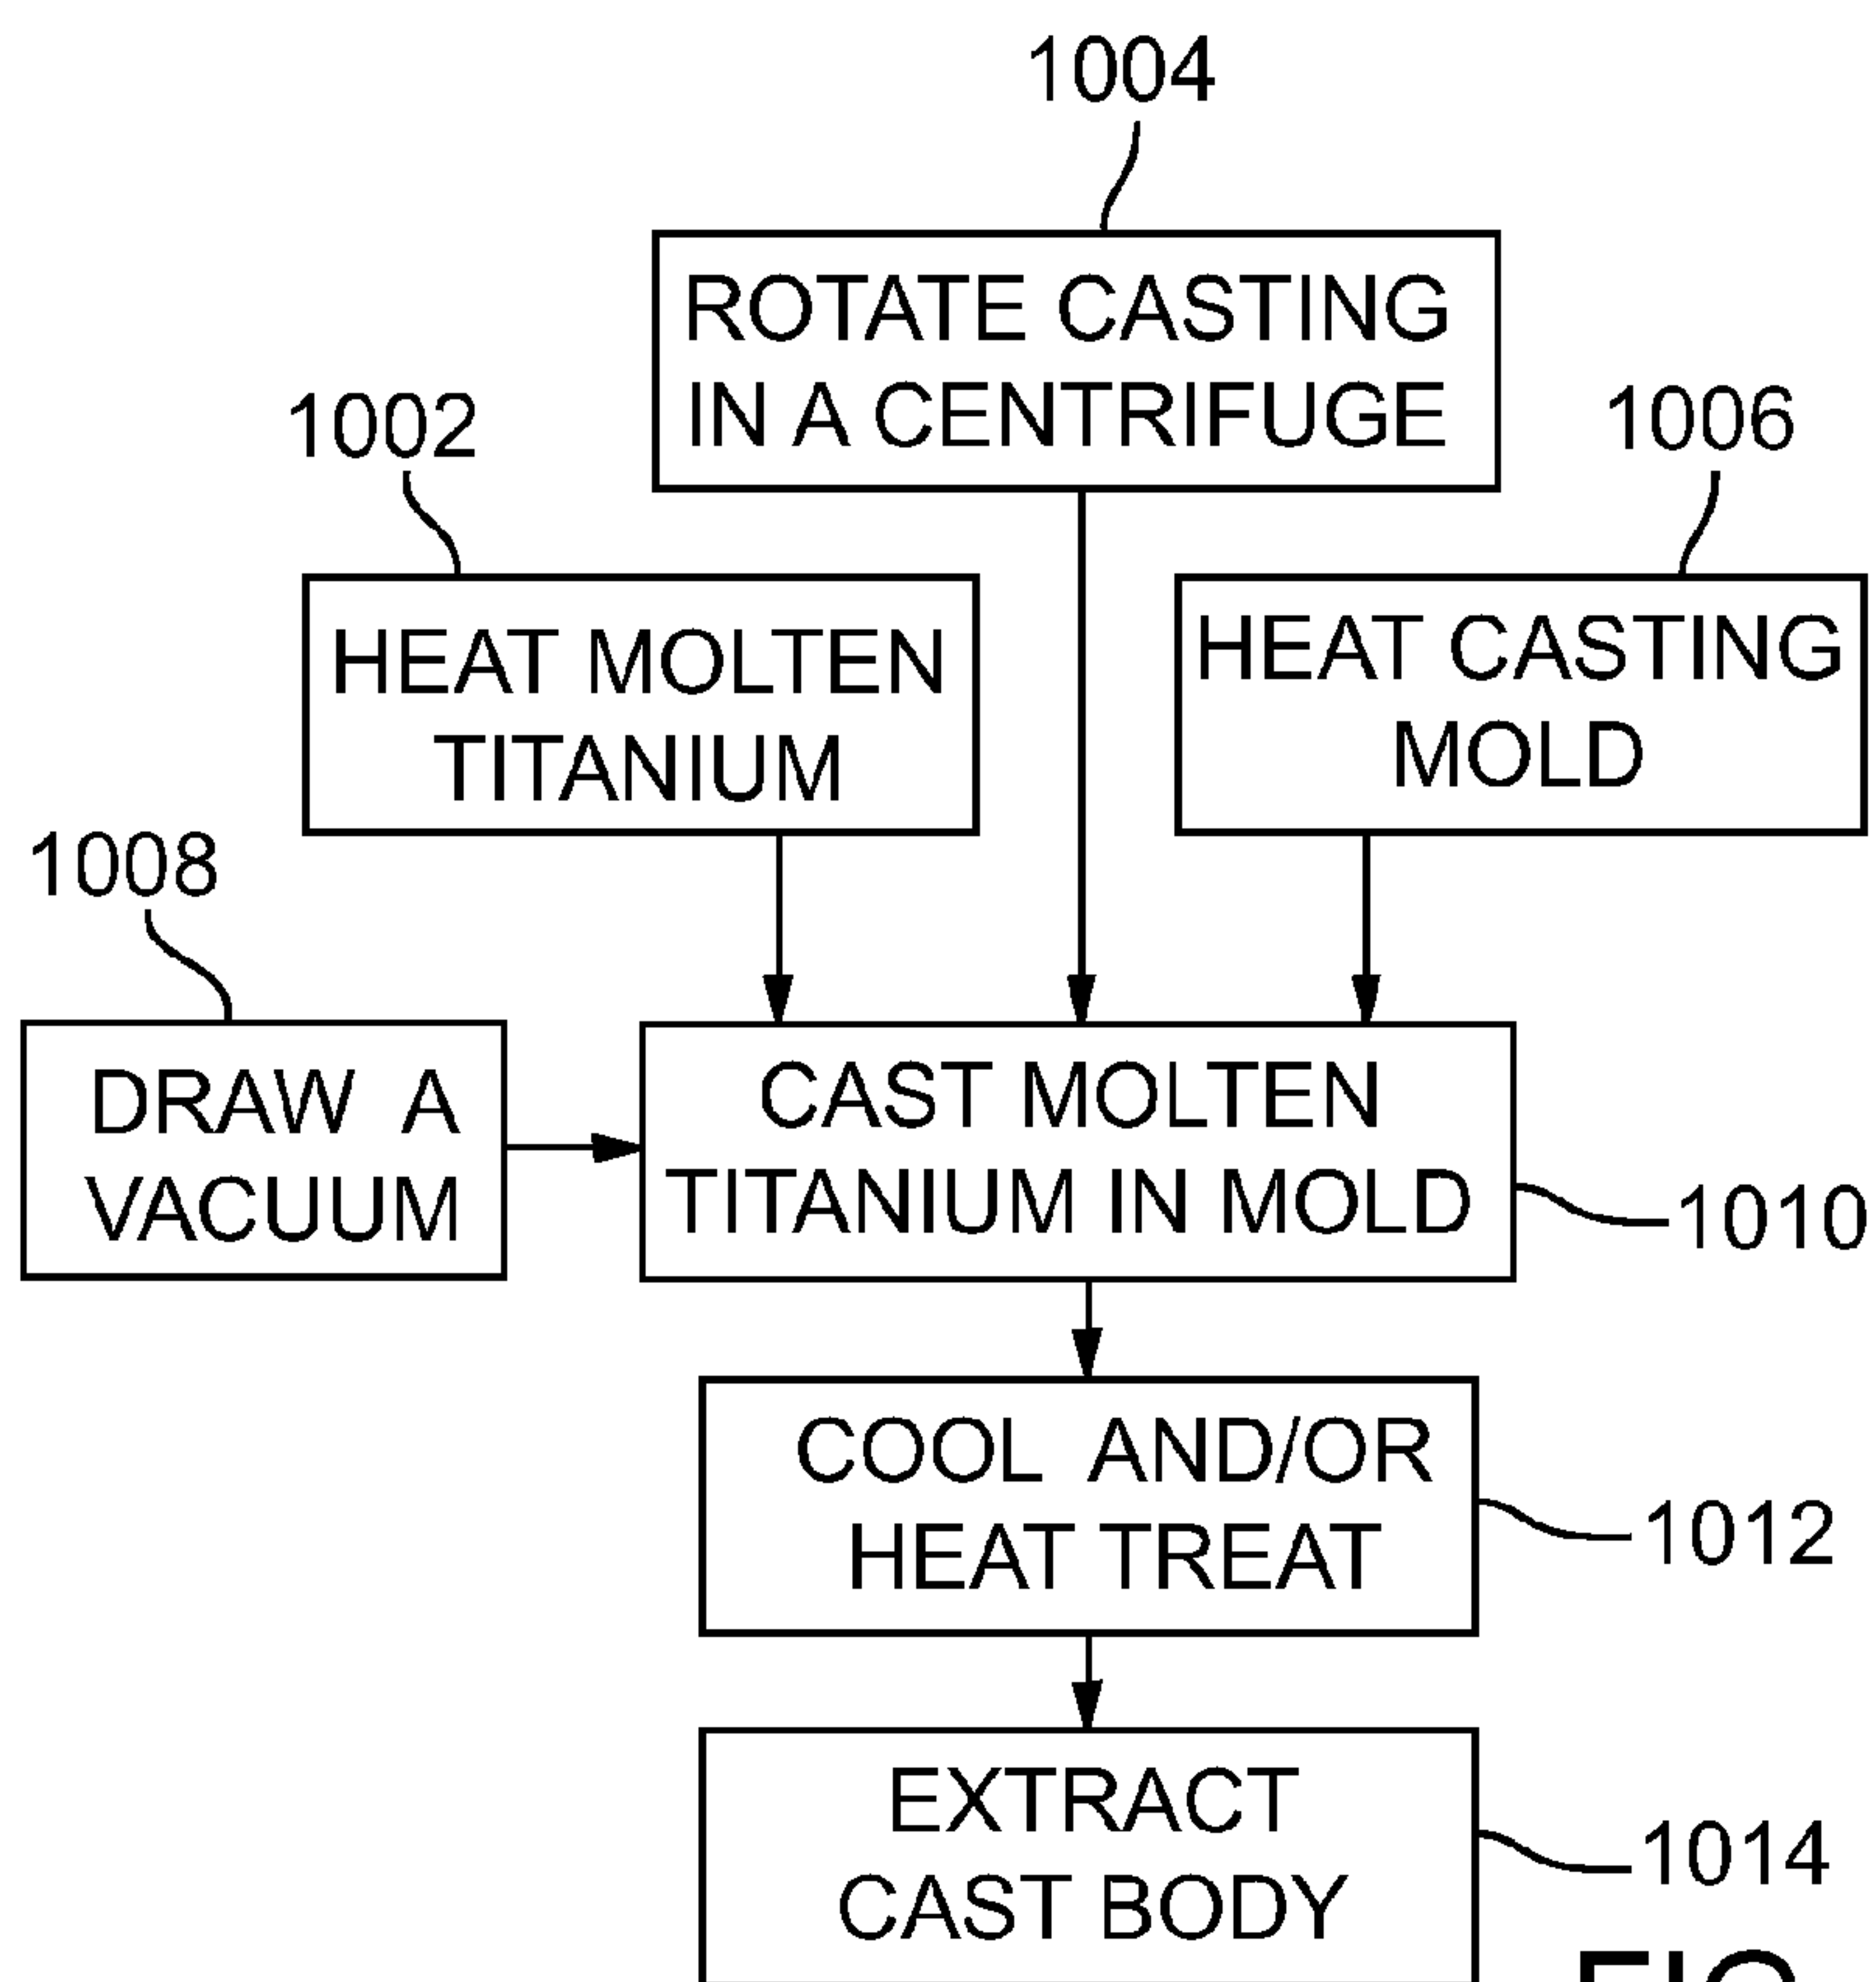 1004
ROTATE CASTING
IN A CENTRIFUGE
1002
1006
HEAT MOLTEN
TITANIUM
HEAT CASTING
MOLD
1008
DRAW A
VACUUM
CAST MOLTEN
TITANIUM IN MOLD
1010
COOL AND/OR
HEAT TREAT
1012
EXTRACT
CAST BODY
1014